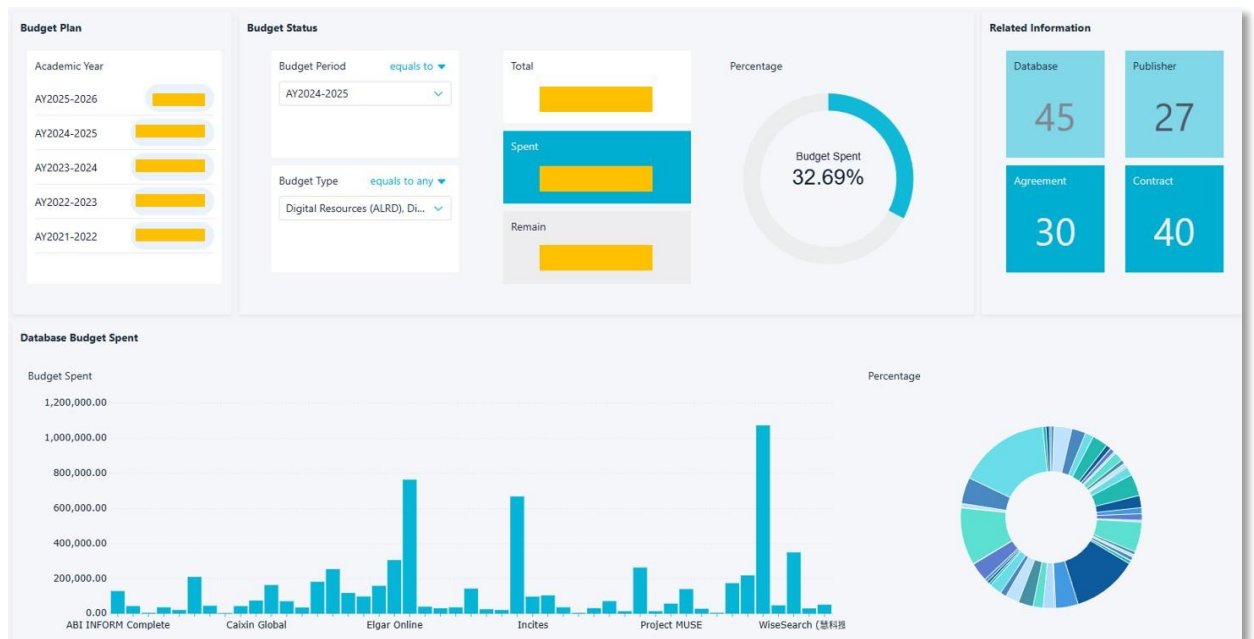 Budget Plan
Academic Year
AY2025-2026
AY2024-2025
AY2023-2024
AY2022-2023
AY2021-2022
Budget Status
Budget Period equals to
AY2024-2025
Budget Type equals to any
Digital Resources (ALRD), Di...
Total
Spent
Remain
Percentage
Budget Spent
32.69%
Related Information
Database
45
Publisher
27
Agreement
30
Contract
40
Database Budget Spent
Budget Spent
1,200,000.00
1,000,000.00
800,000.00
600,000.00
400,000.00
200,000.00
0.00
ABI INFORM Complete
Caixin Global
Elgar Online
Incites
Project MUSE
WiseSearch (慧科搜
Percentage